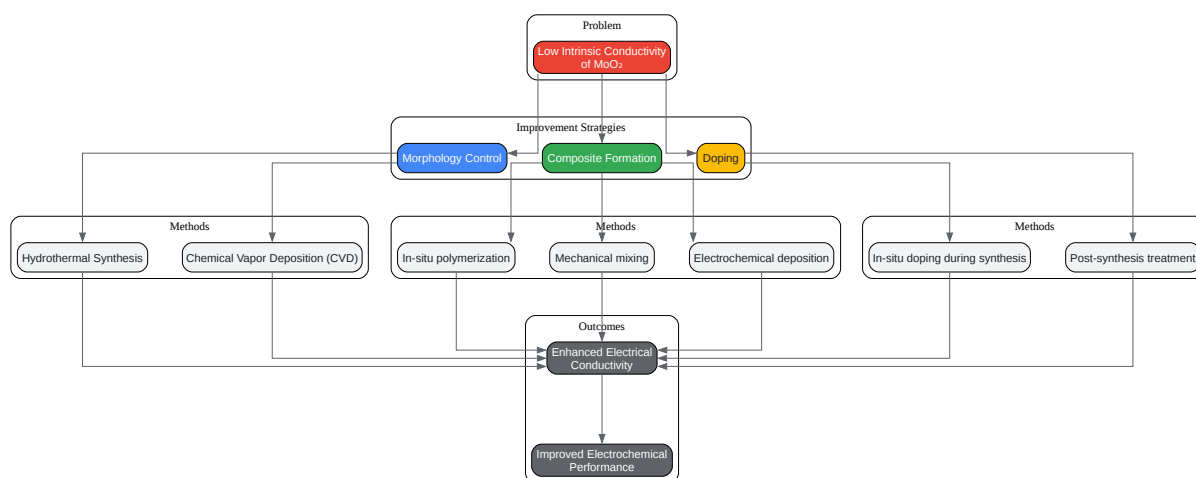 Problem
Low Intrinsic Conductivity
of MoO₂
Improvement Strategies
Morphology Control
Composite Formation
Doping
Methods
Hydrothermal Synthesis
Chemical Vapor Deposition (CVD)
Methods
In-situ polymerization
Mechanical mixing
Electrochemical deposition
Methods
In-situ doping during synthesis
Post-synthesis treatment
Outcomes
Enhanced Electrical
Conductivity
Improved Electrochemical
Performance